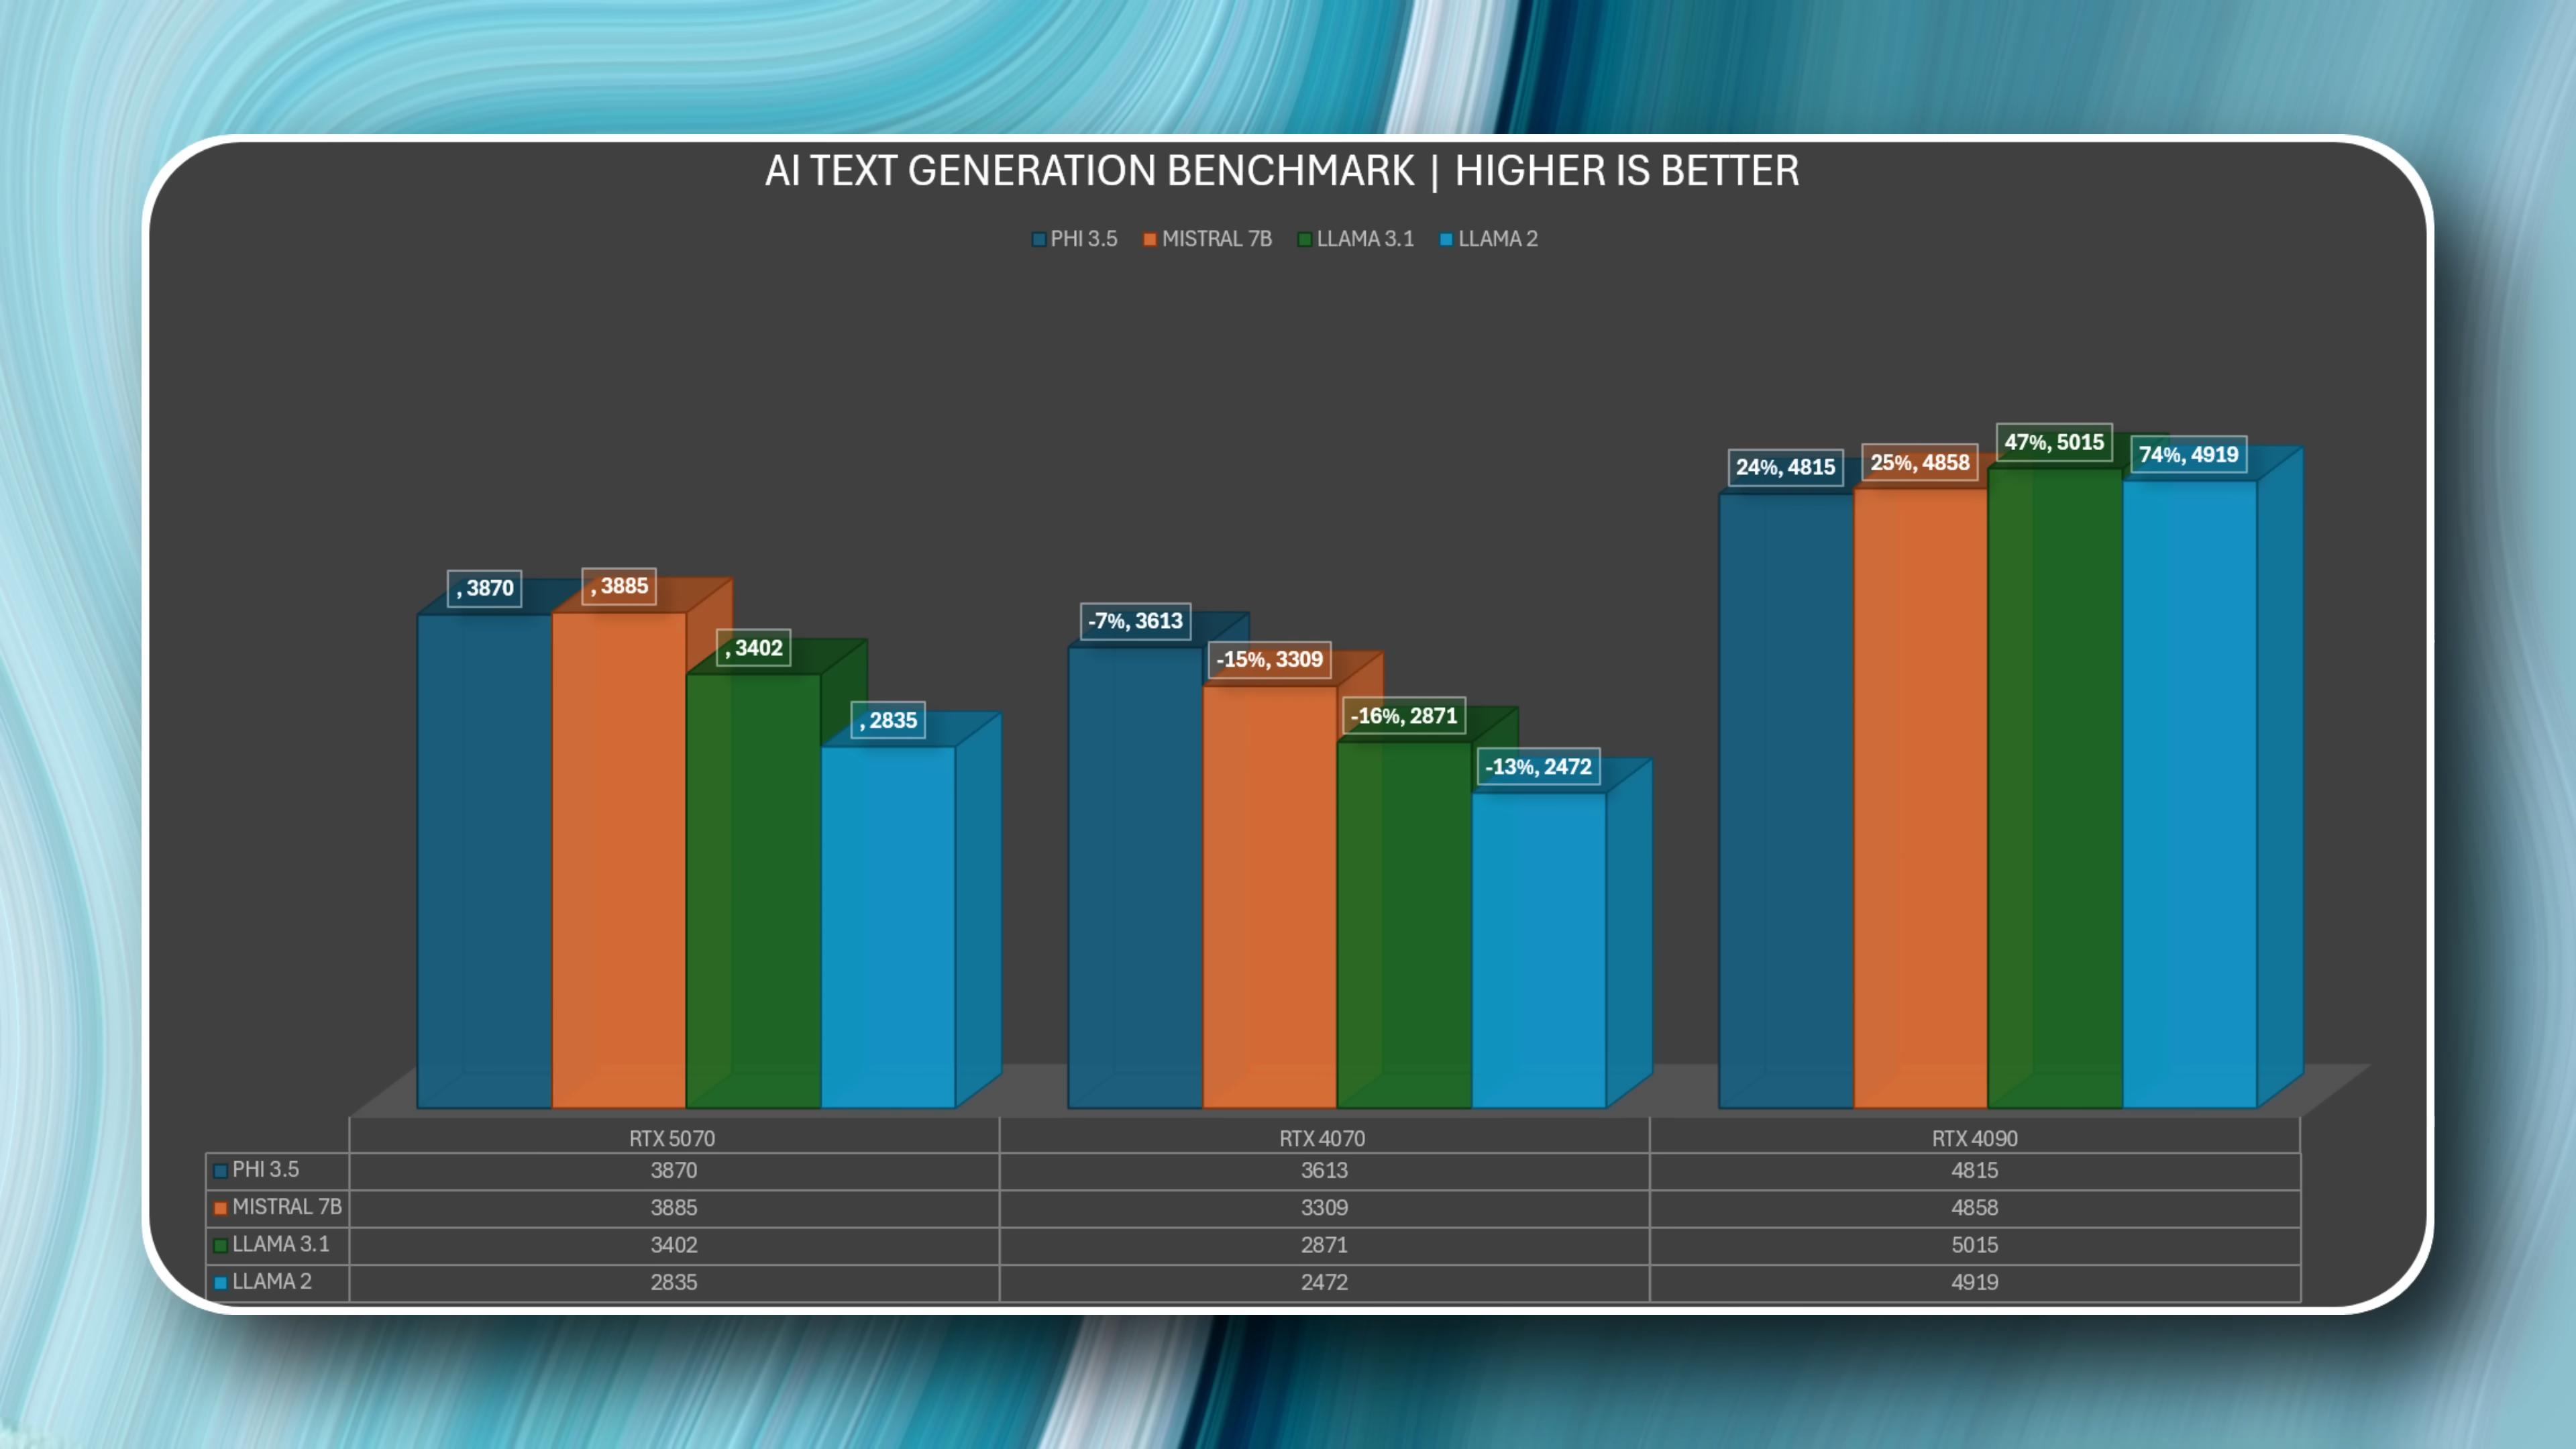 AI TEXT GENERATION BENCHMARK | HIGHER IS BETTER
PHI 3.5 MISTRAL 7B LLAMA 3.1 LLAMA 2
, 3870
, 3885
, 3402
, 2835
-7%, 3613
-15%, 3309
-16%, 2871
-13%, 2472
24%, 4815
25%, 4858
47%, 5015
74%, 4919
RTX 5070 RTX 4070 RTX 4090
PHI 3.5 3870 3613 4815
MISTRAL 7B 3885 3309 4858
LLAMA 3.1 3402 2871 5015
LLAMA 2 2835 2472 4919